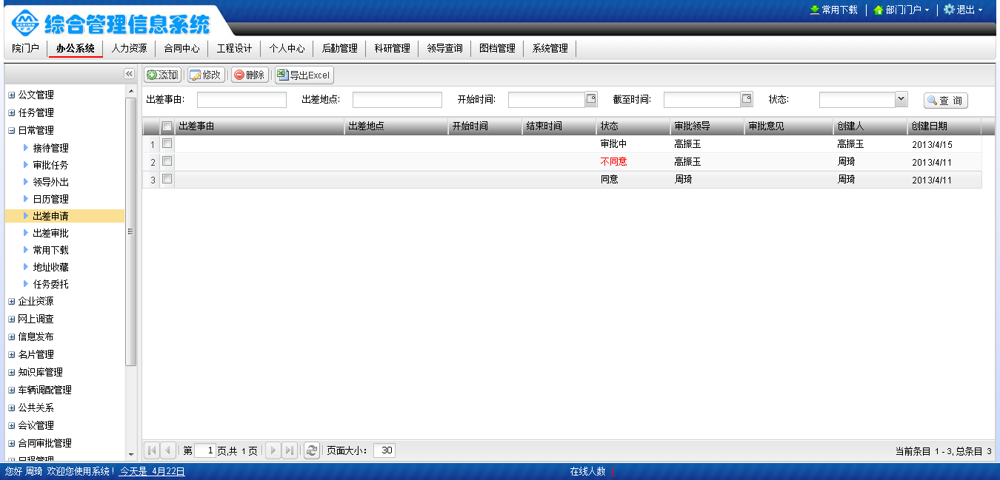 综合管理信息系统
常用下载 部门门户 退出
院门户 办公系统 人力资源 合同中心 工程设计 个人中心 后勤管理 科研管理 领导查询 图档管理 系统管理
添加 修改 删除 导出Excel
出差事由: 出差地点: 开始时间: 截至时间: 状态: 查 询
公文管理
任务管理
日常管理
接待管理
审批任务
领导外出
日历管理
出差申请
出差审批
常用下载
地址收藏
任务委托
企业资源
网上调查
信息发布
名片管理
知识库管理
车辆调配管理
公共关系
会议管理
合同审批管理
日程管理
出差事由 出差地点 开始时间 结束时间 状态 审批领导 审批意见 创建人 创建日期
1 审批中 高振玉 高振玉 2013/4/15
2 不同意 高振玉 周琦 2013/4/11
3 同意 周琦 周琦 2013/4/11
第 1 页,共 1 页 页面大小: 30 当前条目 1 - 3, 总条目 3
您好 周琦 欢迎您使用系统! 今天是 4月22日 在线人数